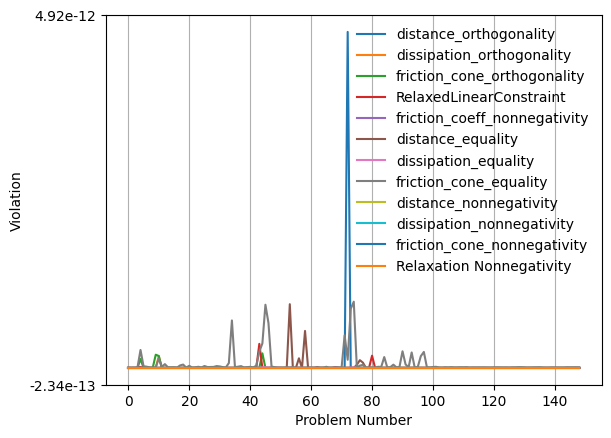 4.92e-12
distance_orthogonality
dissipation_orthogonality
friction_cone_orthogonality
RelaxedLinearConstraint
friction_coeff_nonnegativity
distance_equality
dissipation_equality
friction_cone_equality
distance_nonnegativity
dissipation_nonnegativity
friction_cone_nonnegativity
Relaxation Nonnegativity
Violation
-2.34e-13
0 20 40 60 80 100 120 140
Problem Number